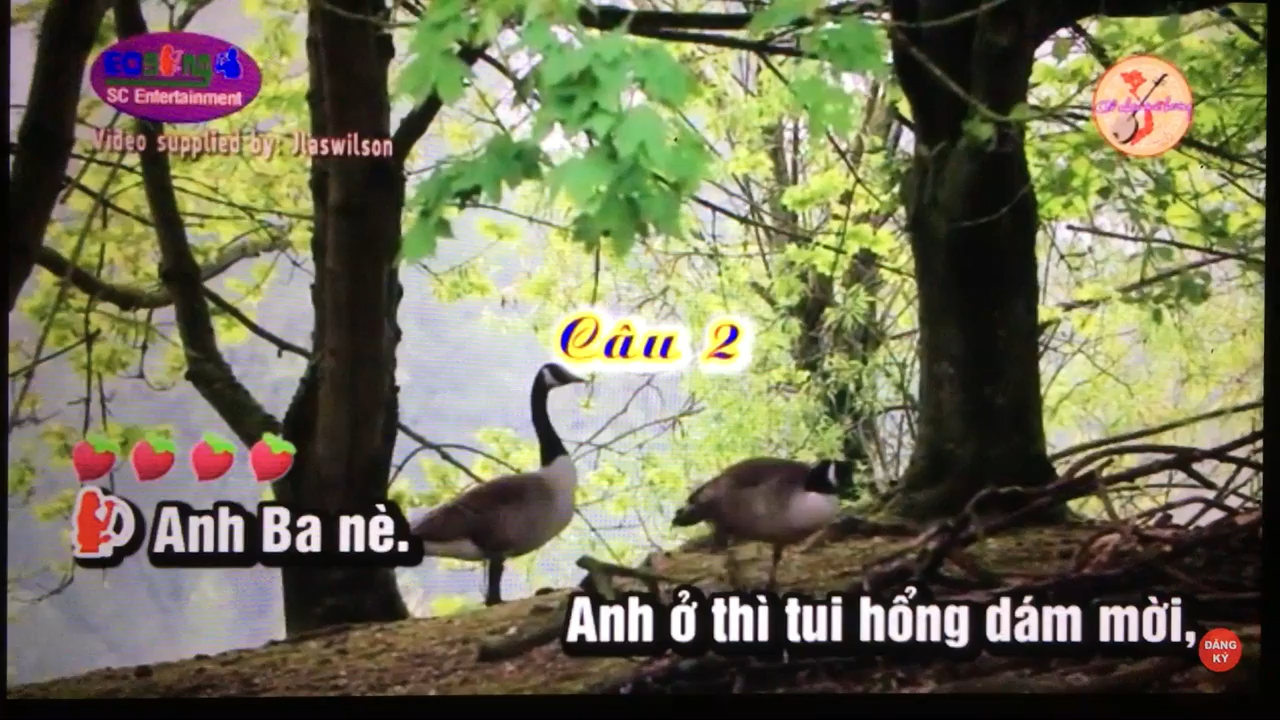 EOsing
SC Entertainment
Video supplied by: Jlaswilson
Câu 2
Anh Ba nè.
Anh ở thì tui hổng dám mời,
ĐĂNG
KÝ